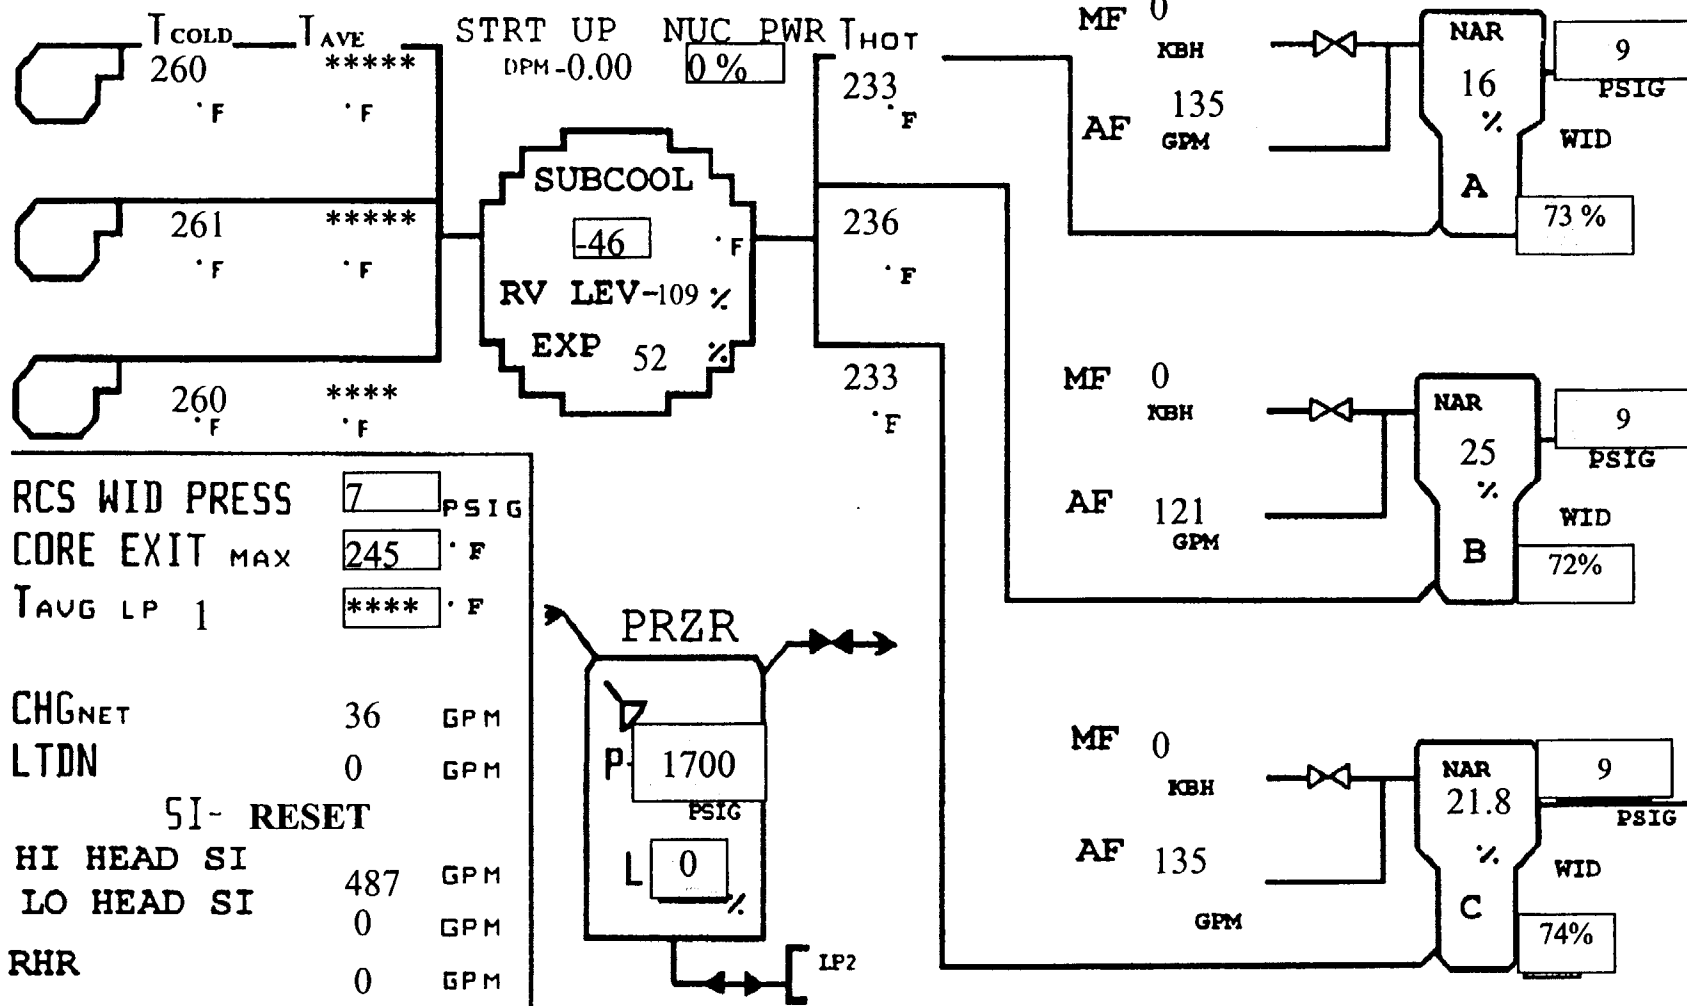 TCOLD TAVE STRT UP NUC PWR THOT
260 ***** DPM -0.00 0 % 233
°F °F °F
SUBCOOL
261 ***** -46 °F 236
°F °F °F
RV LEV -109 %
EXP 52 %
260 **** 233
°F °F °F
RCS WID PRESS 7 PSIG
CORE EXIT MAX 245 °F
TAVG LP 1 **** °F
CHGNET 36 GPM
LTDN 0 GPM
SI- RESET
HI HEAD SI 487 GPM
LO HEAD SI 0 GPM
RHR 0 GPM
PRZR
P 1700
PSIG
L 0
%
LP2
MF 0 NAR 9
KBH 16 PSIG
AF 135 % WID
GPM
A 73 %
MF 0 NAR 9
KBH 25 PSIG
AF 121 % WID
GPM
B 72%
MF 0 NAR 9
KBH 21.8 PSIG
AF 135 % WID
GPM C 74%